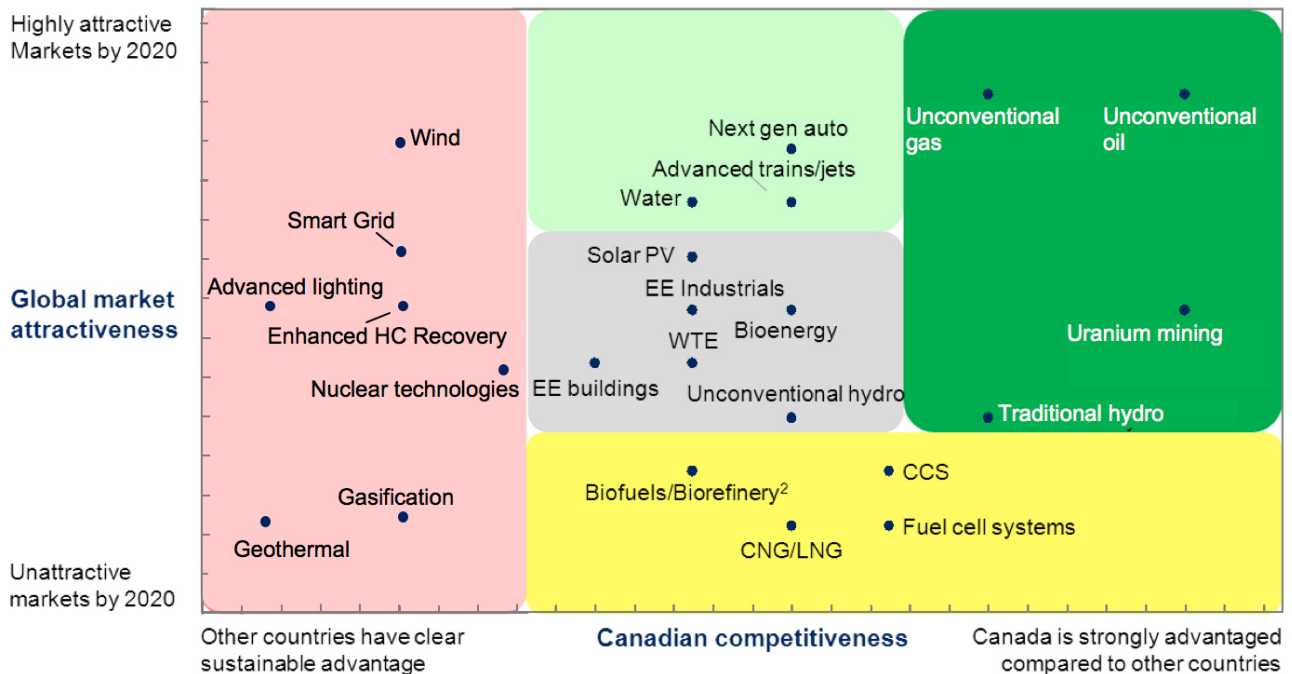 Highly attractive
Markets by 2020
Unconventional
gas
Unconventional
oil
Next gen auto
Wind
Advanced trains/jets
Water
Smart Grid
Solar PV
Advanced lighting
EE Industrials
Global market
attractiveness
Enhanced HC Recovery
WTE
Bioenergy
Uranium mining
Nuclear technologies
EE buildings
Unconventional hydro
Traditional hydro
Gasification
Biofuels/Biorefinery²
CCS
Geothermal
CNG/LNG
Fuel cell systems
Unattractive
markets by 2020
Other countries have clear
sustainable advantage
Canadian competitiveness
Canada is strongly advantaged
compared to other countries